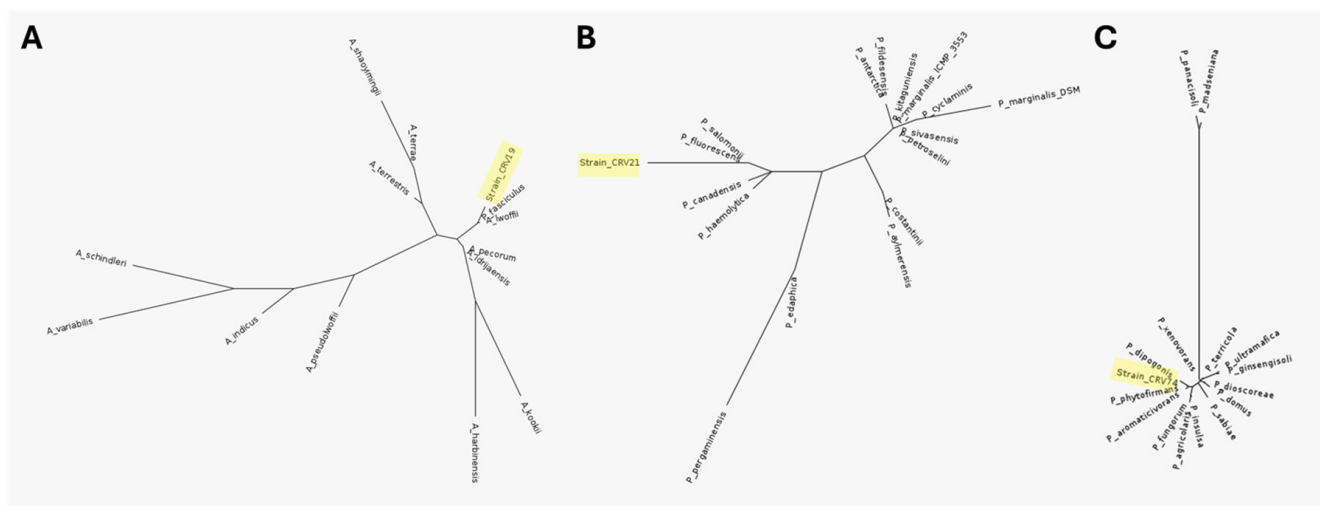 A
B
C
A_shaoyimingii
A_terrae
A_terrestris
Strain_CRV19
A_fasciculus
A_lwoffii
A_pecorum
A_idrijaensis
A_schindleri
A_variabilis
A_indicus
A_pseudolwoffii
A_harbinensis
A_kookii
P_fildesensis
P_antarctica
P_kitaguniensis
P_marginalis_ICMP_3553
P_cyclaminis
P_marginalis_DSM
P_sivasensis
P_petroselini
P_salomonii
P_fluorescens
Strain_CRV21
P_canadensis
P_haemolytica
P_costantinii
P_aylmerensis
P_edaphica
P_pergaminensis
P_panacisoli
P_madseniana
P_xenovorans
P_terricola
P_ultramafica
P_ginsengisoli
P_dipogonis
Strain_CRV74
P_phytofirmans
P_aromaticivorans
P_dioscoreae
P_domus
P_sabiae
P_fungorum
P_agricolaris
P_insulsa